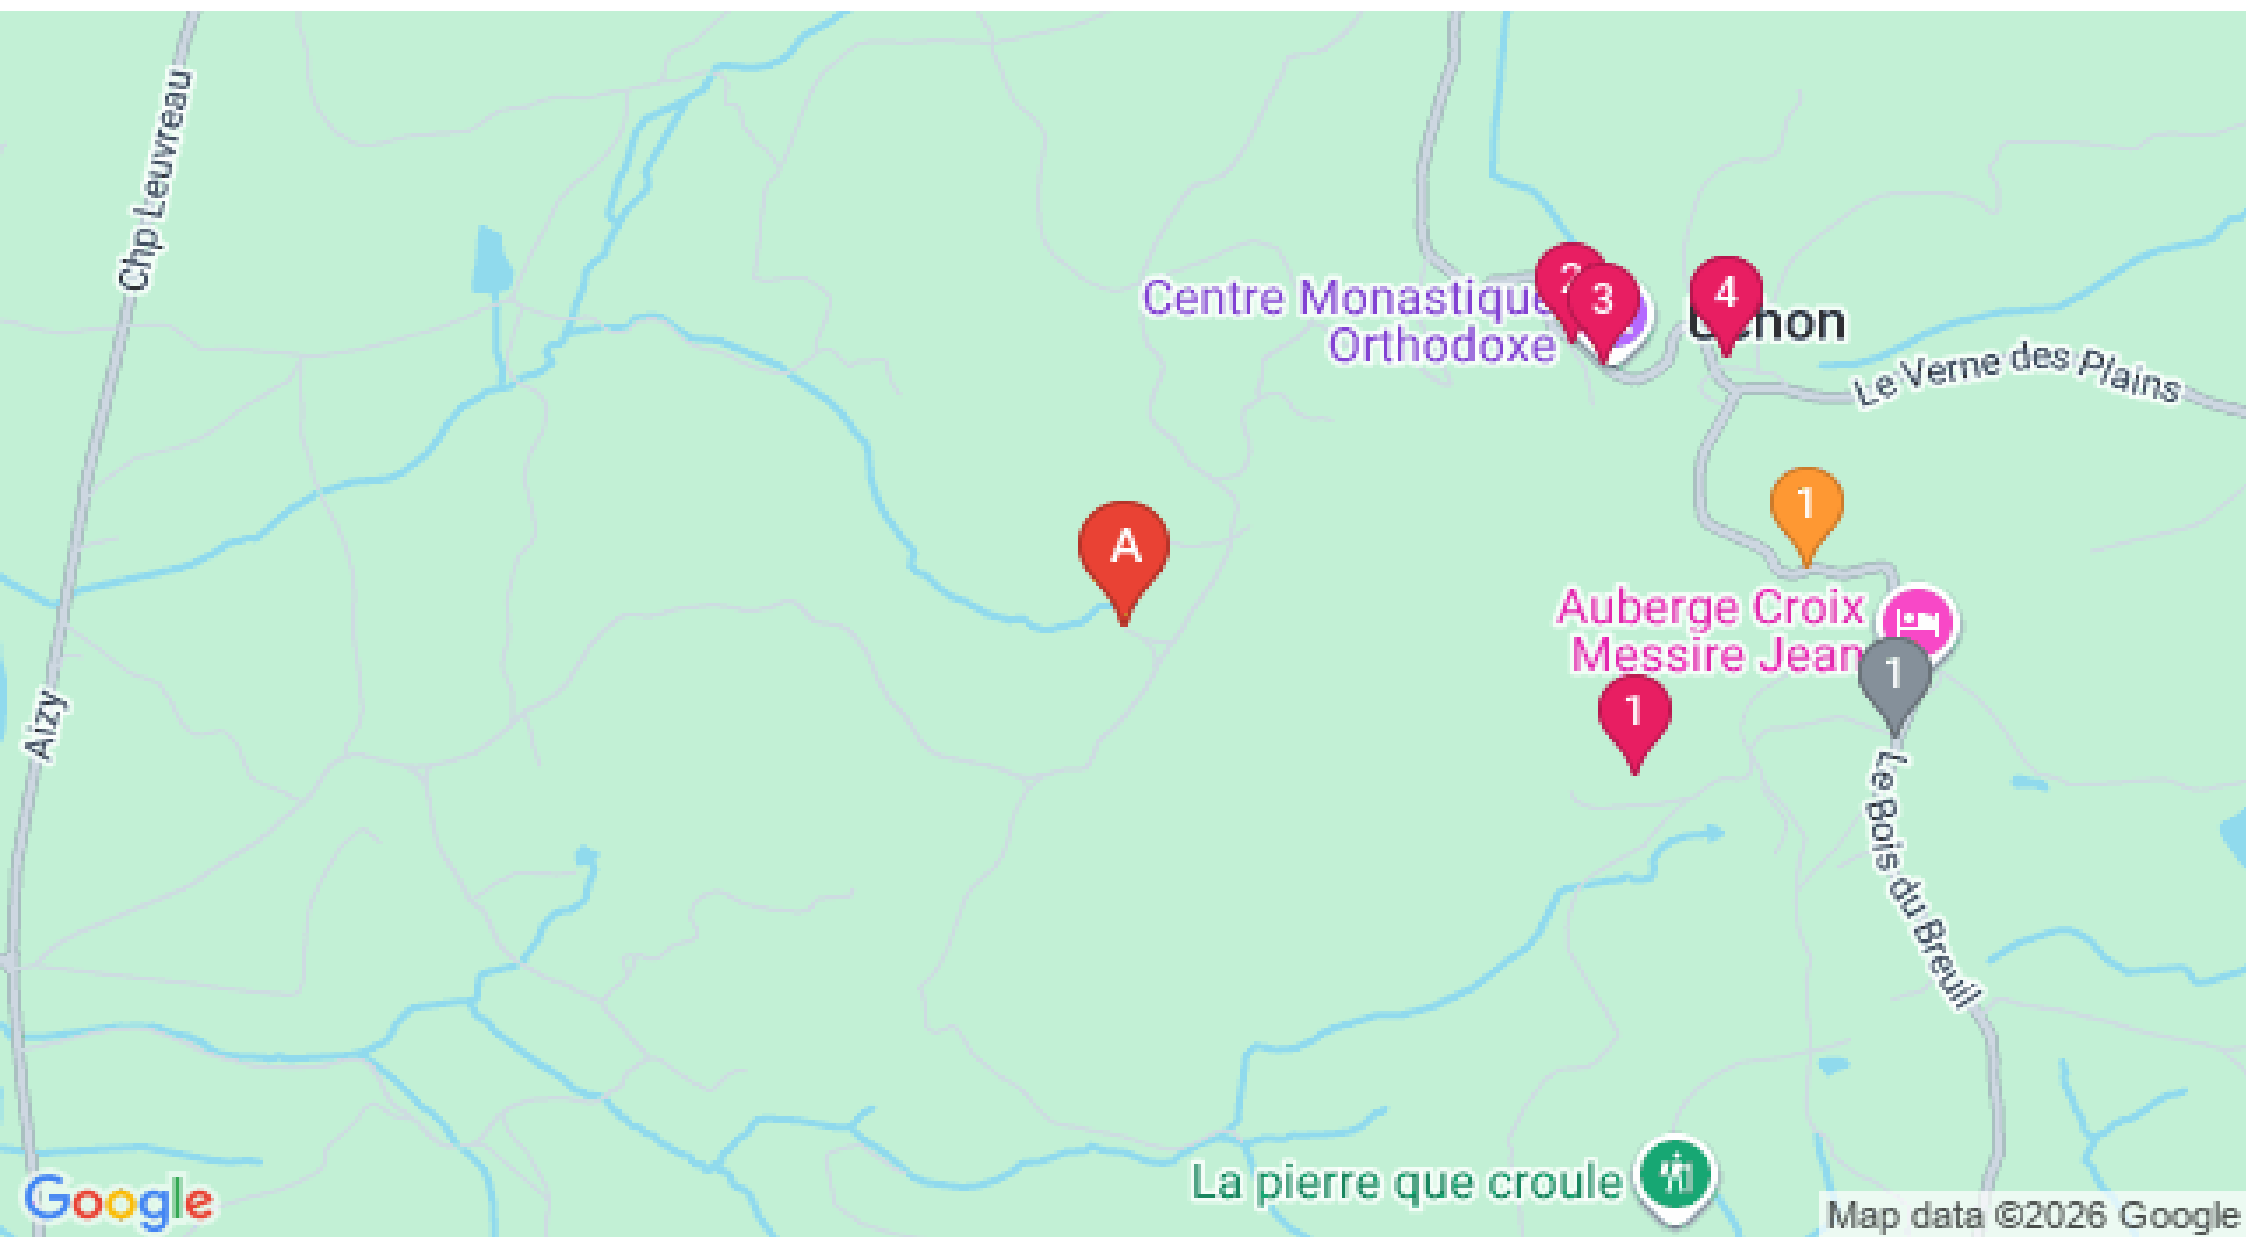 Chp Leuvreau
Centre Monastique
Orthodoxe
2
3
4
Le Verne des Plains
1
A
Auberge Croix
Messire Jean
1
1
Aizy
Le Bois du Breuil
La pierre que croule
Google
Map data ©2026 Google